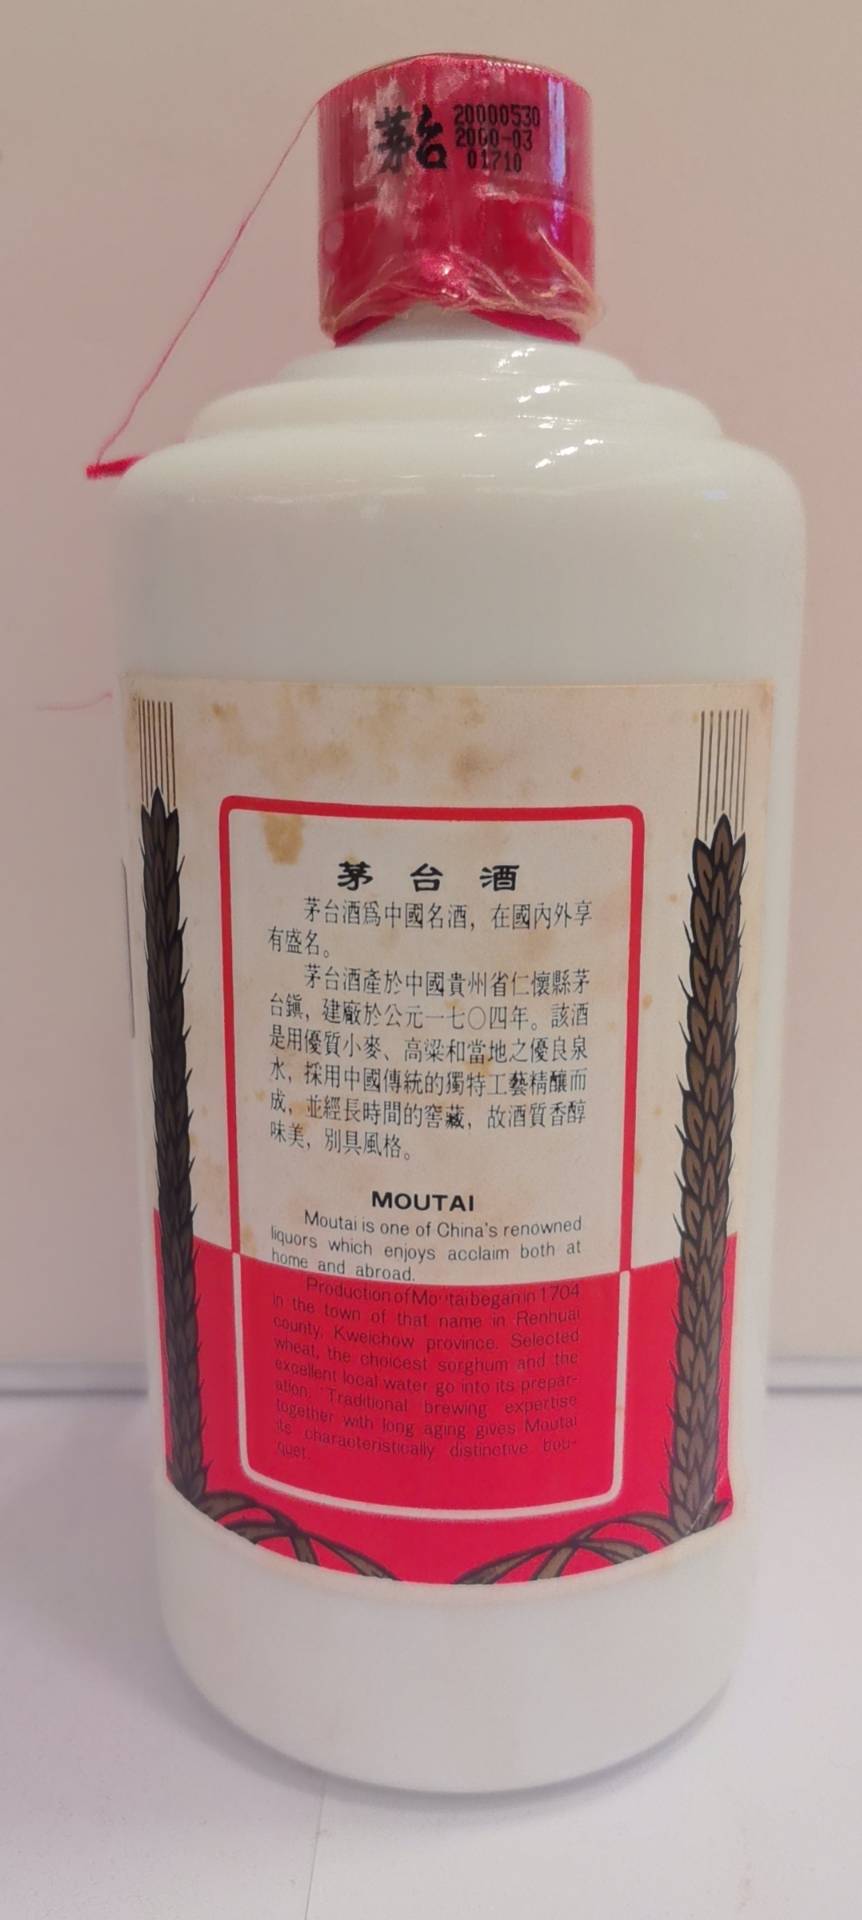 茅台 20000530
2000-03
01710
茅台酒
茅台酒爲中國名酒，在國內外享
有盛名。
茅台酒產於中國貴州省仁懷縣茅
台鎭，建廠於公元一七〇四年。該酒
是用優質小麥、高粱和當地之優良泉
水，採用中國傳統的獨特工藝精釀而
成，並經長時間的窖藏，故酒質香醇
味美，別具風格。
MOUTAI
Moutai is one of China's renowned
liquors which enjoys acclaim both at
home and abroad.
Production of Moutai began in 1704
in the town of that name in Renhuai
county, Kweichow province. Selected
wheat, the choicest sorghum and the
excellent local water go into its prepar-
ation. Traditional brewing expertise
together with long aging gives Moutai
its characteristically distinctive bou-
quet.